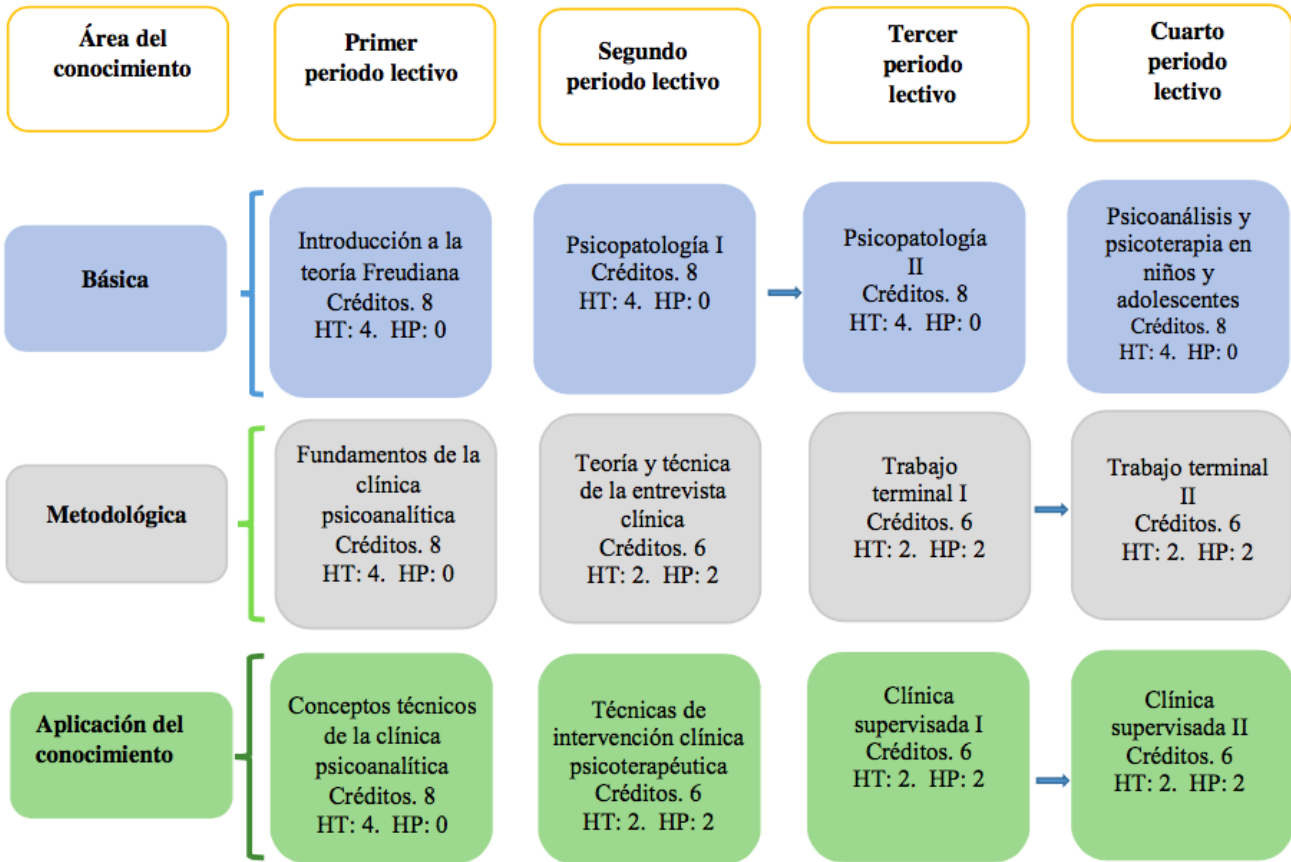 Área del
conocimiento
Primer
periodo lectivo
Segundo
periodo lectivo
Tercer
periodo
lectivo
Cuarto
periodo
lectivo
Básica
Introducción a la
teoría Freudiana
Créditos. 8
HT: 4. HP: 0
Psicopatología I
Créditos. 8
HT: 4. HP: 0
Psicopatología
II
Créditos. 8
HT: 4. HP: 0
Psicoanálisis y
psicoterapia en
niños y
adolescentes
Créditos. 8
HT: 4. HP: 0
Metodológica
Fundamentos de la
clínica
psicoanalítica
Créditos. 8
HT: 4. HP: 0
Teoría y técnica
de la entrevista
clínica
Créditos. 6
HT: 2. HP: 2
Trabajo
terminal I
Créditos. 6
HT: 2. HP: 2
Trabajo terminal
II
Créditos. 6
HT: 2. HP: 2
Aplicación del
conocimiento
Conceptos técnicos
de la clínica
psicoanalítica
Créditos. 8
HT: 4. HP: 0
Técnicas de
intervención clínica
psicoterapéutica
Créditos. 6
HT: 2. HP: 2
Clínica
supervisada I
Créditos. 6
HT: 2. HP: 2
Clínica
supervisada II
Créditos. 6
HT: 2. HP: 2